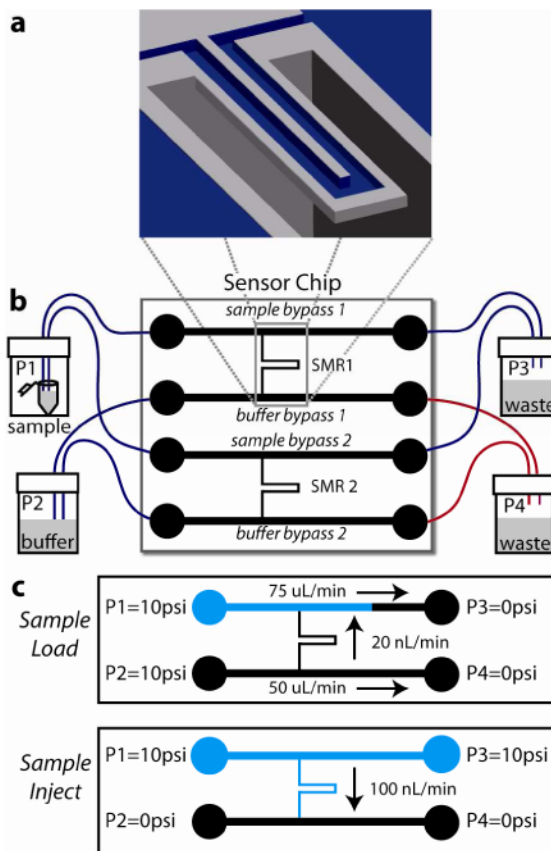 a
Sensor Chip
b
sample bypass 1
P1
SMR1
P3
sample
waste
buffer bypass 1
sample bypass 2
P2
SMR 2
P4
buffer
waste
buffer bypass 2
c
75 uL/min
P1=10psi
P3=0psi
Sample
Load
20 nL/min
P2=10psi
50 uL/min
P4=0psi
P1=10psi
P3=10psi
Sample
Inject
100 nL/min
P2=0psi
P4=0psi